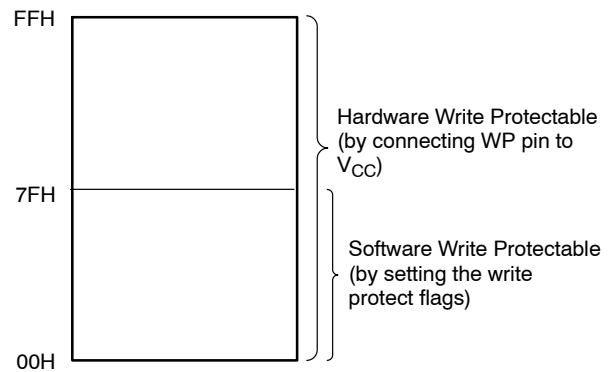 FFH
Hardware Write Protectable
(by connecting WP pin to
VCC)
7FH
Software Write Protectable
(by setting the write
protect flags)
00H